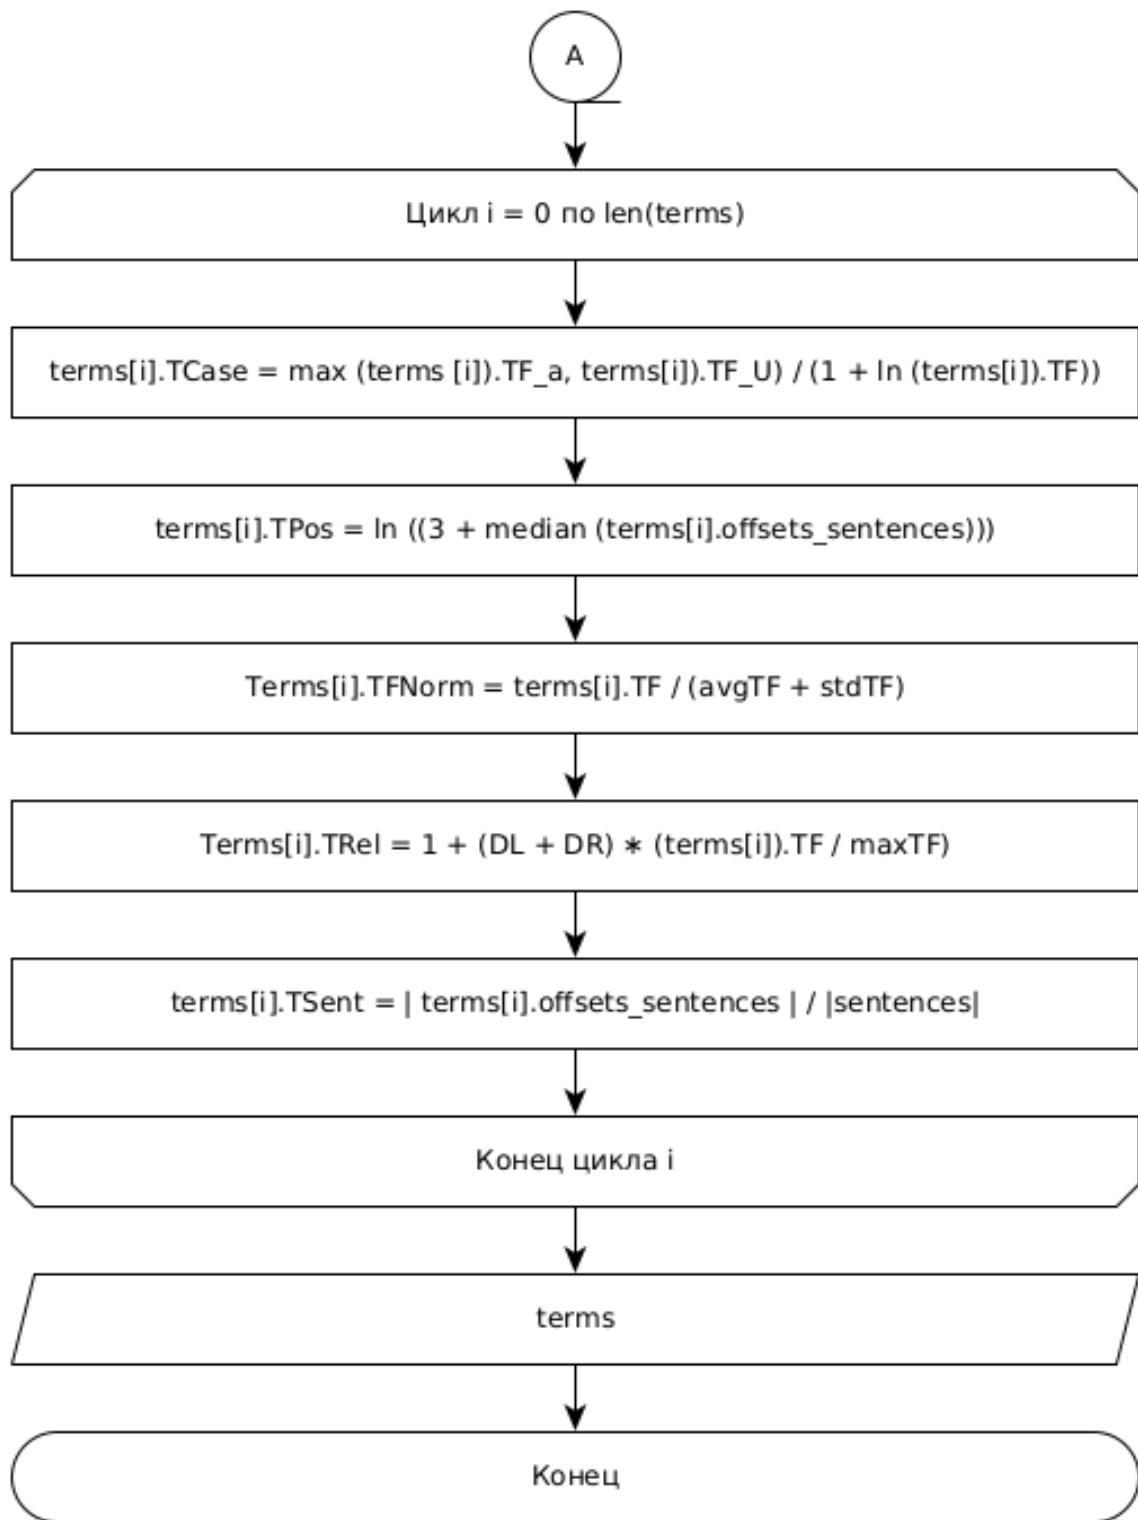 A
Цикл i = 0 по len(terms)
terms[i].TCase = max (terms [i]).TF_a, terms[i]).TF_U) / (1 + ln (terms[i]).TF))
terms[i].TPos = ln ((3 + median (terms[i].offsets_sentences)))
Terms[i].TFNorm = terms[i].TF / (avgTF + stdTF)
Terms[i].TRel = 1 + (DL + DR) * (terms[i]).TF / maxTF)
terms[i].TSent = | terms[i].offsets_sentences | / |sentences|
Конец цикла i
terms
Конец